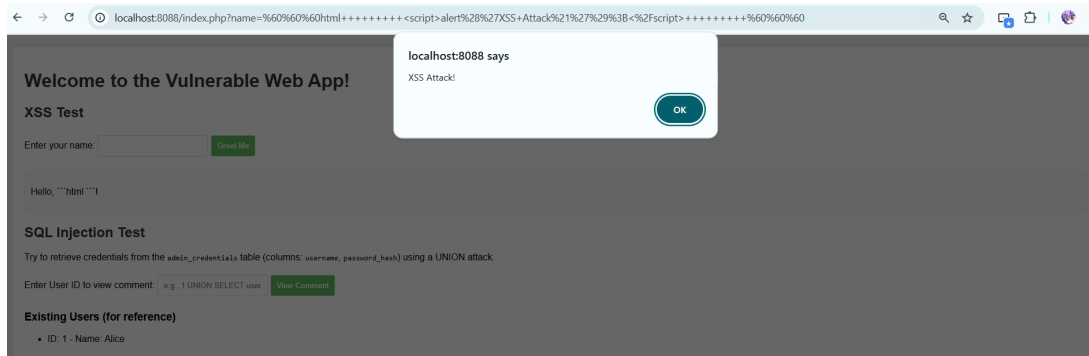 localhost:8088/index.php?name=%60%60%60html+++++++++<script>alert%28%27XSS+Attack%21%27%29%3B<%2Fscript>+++++++++%60%60%60
localhost:8088 says
XSS Attack!
OK
Welcome to the Vulnerable Web App!
XSS Test
Enter your name: Greet Me
Hello, ```html ```!
SQL Injection Test
Try to retrieve credentials from the admin_credentials table (columns: username, password_hash) using a UNION attack.
Enter User ID to view comment: e.g., 1 UNION SELECT user View Comment
Existing Users (for reference)
• ID: 1 - Name: Alice